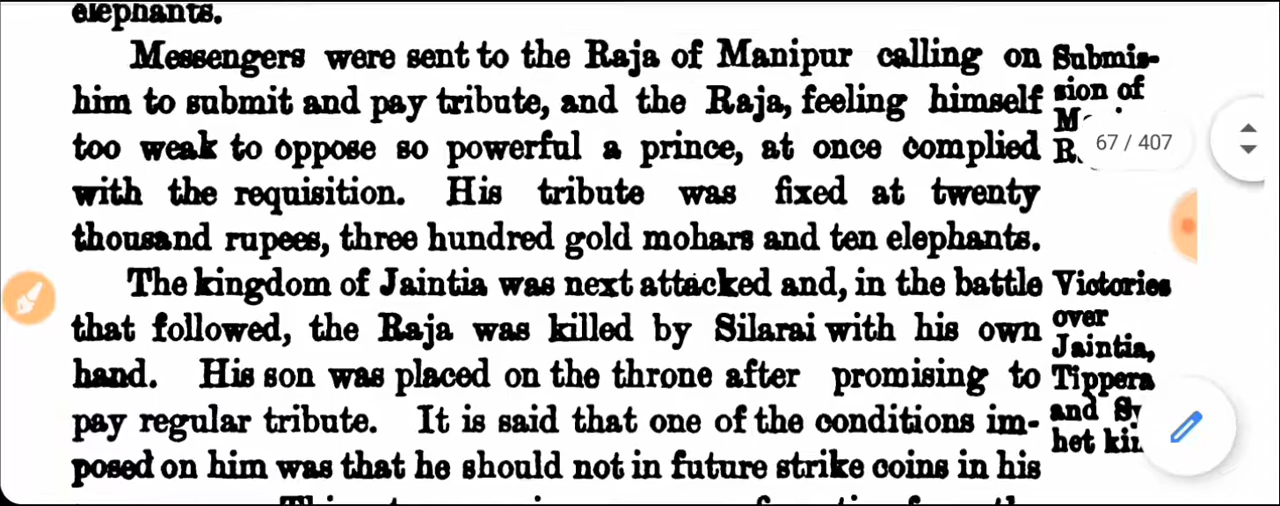 elephants.
Messengers were sent to the Raja of Manipur calling on
him to submit and pay tribute, and the Raja, feeling himself
too weak to oppose so powerful a prince, at once complied
with the requisition. His tribute was fixed at twenty
thousand rupees, three hundred gold mohars and ten elephants.
The kingdom of Jaintia was next attacked and, in the battle
that followed, the Raja was killed by Silarai with his own
hand. His son was placed on the throne after promising to
pay regular tribute. It is said that one of the conditions im-
posed on him was that he should not in future strike coins in his
Submis-
sion of
67 / 407
Victories
over
Jaintia,
Tippera
and
het